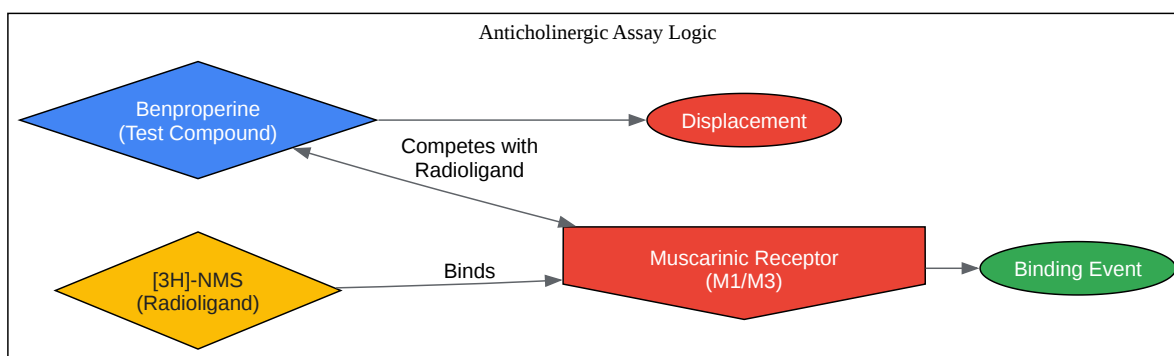 Anticholinergic Assay Logic
Benproperine
(Test Compound)
Displacement
Competes with
Radioligand
[3H]-NMS
(Radioligand)
Binds
Muscarinic Receptor
(M1/M3)
Binding Event